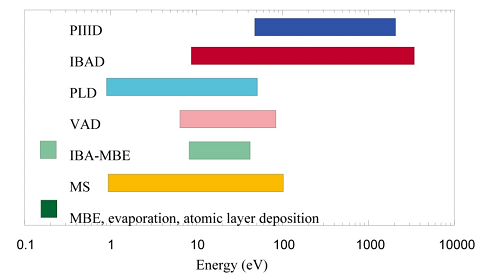 PIIID
IBAD
PLD
VAD
IBA-MBE
MS
MBE, evaporation, atomic layer deposition
0.1 1 10 100 1000 10000
Energy (eV)